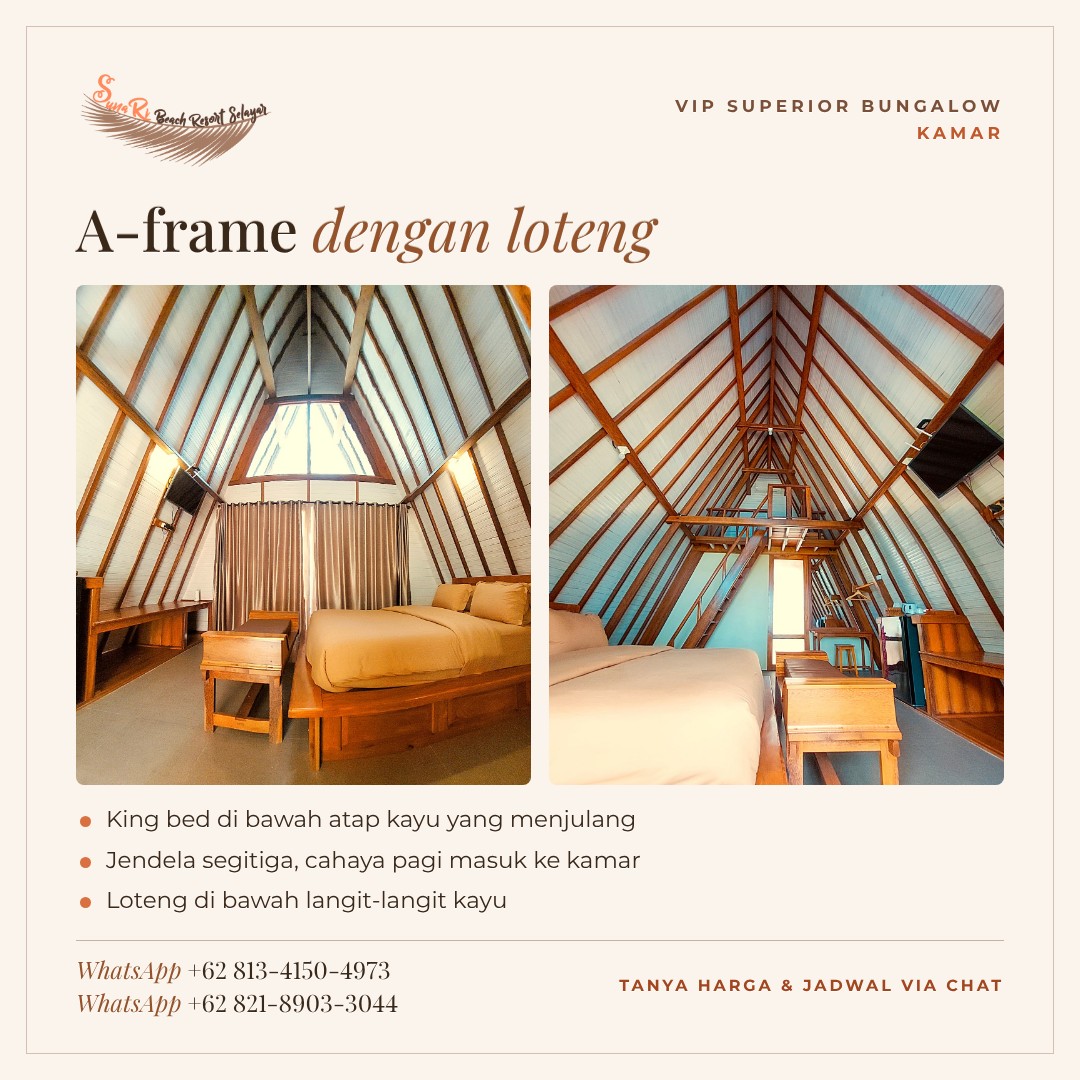 SunaRi Beach Resort Selayar
VIP SUPERIOR BUNGALOW
KAMAR
A-frame dengan loteng
King bed di bawah atap kayu yang menjulang
Jendela segitiga, cahaya pagi masuk ke kamar
Loteng di bawah langit-langit kayu
WhatsApp +62 813-4150-4973
WhatsApp +62 821-8903-3044
TANYA HARGA & JADWAL VIA CHAT